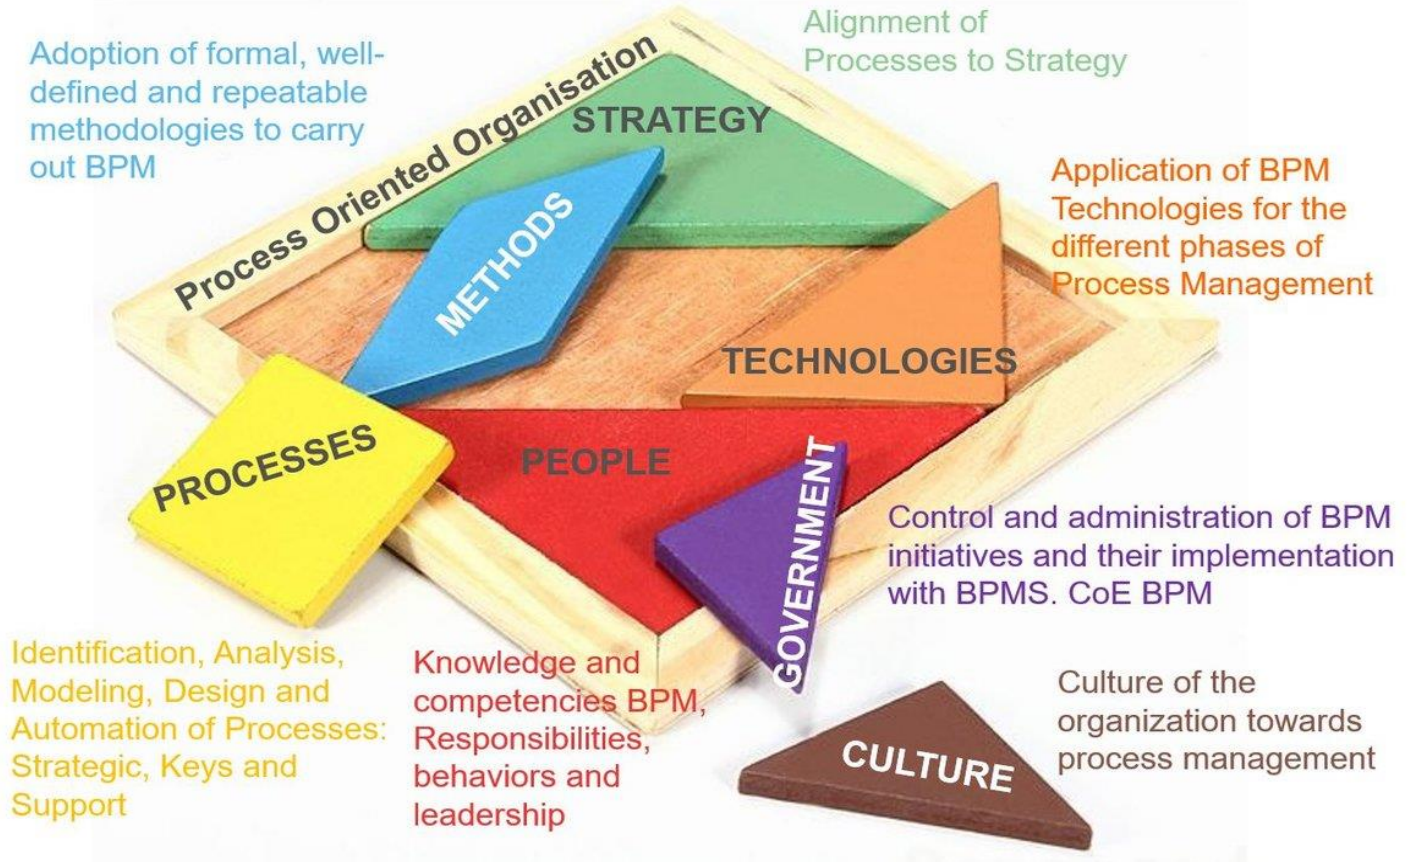 Adoption of formal, well-
defined and repeatable
methodologies to carry
out BPM
Process Oriented Organisation
Alignment of
Processes to Strategy
STRATEGY
METHODS
Application of BPM
Technologies for the
different phases of
Process Management
TECHNOLOGIES
PROCESSES
PEOPLE
GOVERNMENT
Control and administration of BPM
initiatives and their implementation
with BPMS. CoE BPM
Identification, Analysis,
Modeling, Design and
Automation of Processes:
Strategic, Keys and
Support
Knowledge and
competencies BPM,
Responsibilities,
behaviors and
leadership
CULTURE
Culture of the
organization towards
process management